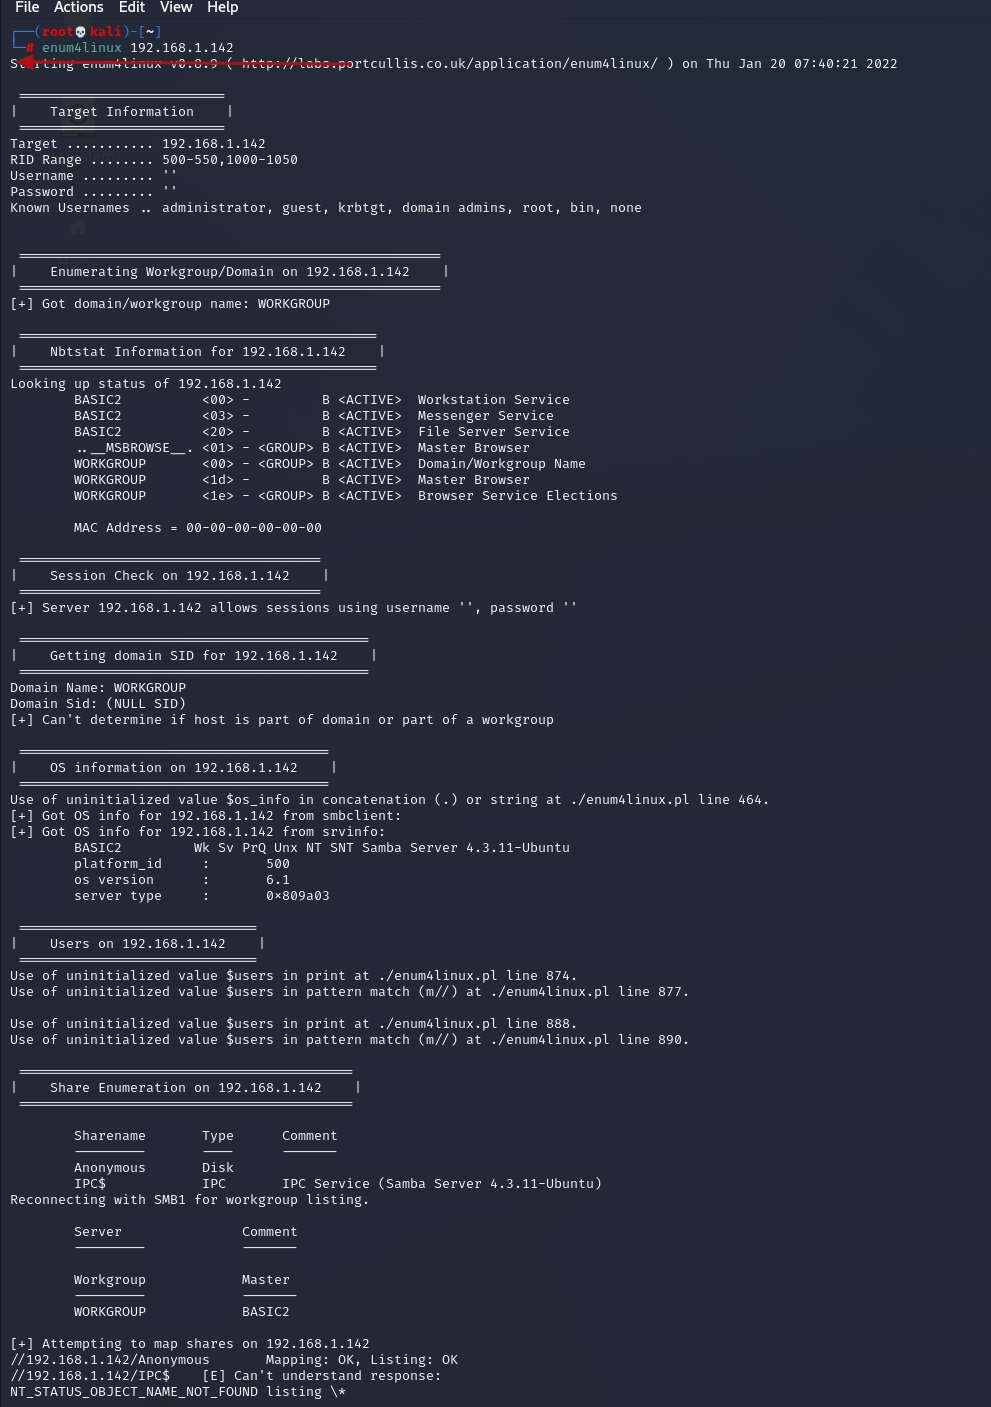 File Actions Edit View Help
(root💀kali)-[~]
# enum4linux 192.168.1.142
Starting enum4linux v0.8.9 ( http://labs.portcullis.co.uk/application/enum4linux/ ) on Thu Jan 20 07:40:21 2022
| Target Information |
Target ........... 192.168.1.142
RID Range ........ 500-550,1000-1050
Username ......... ''
Password ......... ''
Known Usernames .. administrator, guest, krbtgt, domain admins, root, bin, none
| Enumerating Workgroup/Domain on 192.168.1.142 |
[+] Got domain/workgroup name: WORKGROUP
| Nbtstat Information for 192.168.1.142 |
Looking up status of 192.168.1.142
BASIC2 <00> - B <ACTIVE> Workstation Service
BASIC2 <03> - B <ACTIVE> Messenger Service
BASIC2 <20> - B <ACTIVE> File Server Service
..__MSBROWSE__. <01> - <GROUP> B <ACTIVE> Master Browser
WORKGROUP <00> - <GROUP> B <ACTIVE> Domain/Workgroup Name
WORKGROUP <1d> - B <ACTIVE> Master Browser
WORKGROUP <1e> - <GROUP> B <ACTIVE> Browser Service Elections
MAC Address = 00-00-00-00-00-00
| Session Check on 192.168.1.142 |
[+] Server 192.168.1.142 allows sessions using username '', password ''
| Getting domain SID for 192.168.1.142 |
Domain Name: WORKGROUP
Domain Sid: (NULL SID)
[+] Can't determine if host is part of domain or part of a workgroup
| OS information on 192.168.1.142 |
Use of uninitialized value $os_info in concatenation (.) or string at ./enum4linux.pl line 464.
[+] Got OS info for 192.168.1.142 from smbclient:
[+] Got OS info for 192.168.1.142 from srvinfo:
BASIC2 Wk Sv PrQ Unx NT SNT Samba Server 4.3.11-Ubuntu
platform_id : 500
os version : 6.1
server type : 0x809a03
| Users on 192.168.1.142 |
Use of uninitialized value $users in print at ./enum4linux.pl line 874.
Use of uninitialized value $users in pattern match (m//) at ./enum4linux.pl line 877.
Use of uninitialized value $users in print at ./enum4linux.pl line 888.
Use of uninitialized value $users in pattern match (m//) at ./enum4linux.pl line 890.
| Share Enumeration on 192.168.1.142 |
Sharename Type Comment
Anonymous Disk
IPC$ IPC IPC Service (Samba Server 4.3.11-Ubuntu)
Reconnecting with SMB1 for workgroup listing.
Server Comment
Workgroup Master
WORKGROUP BASIC2
[+] Attempting to map shares on 192.168.1.142
//192.168.1.142/Anonymous Mapping: OK, Listing: OK
//192.168.1.142/IPC$ [E] Can't understand response:
NT_STATUS_OBJECT_NAME_NOT_FOUND listing \*